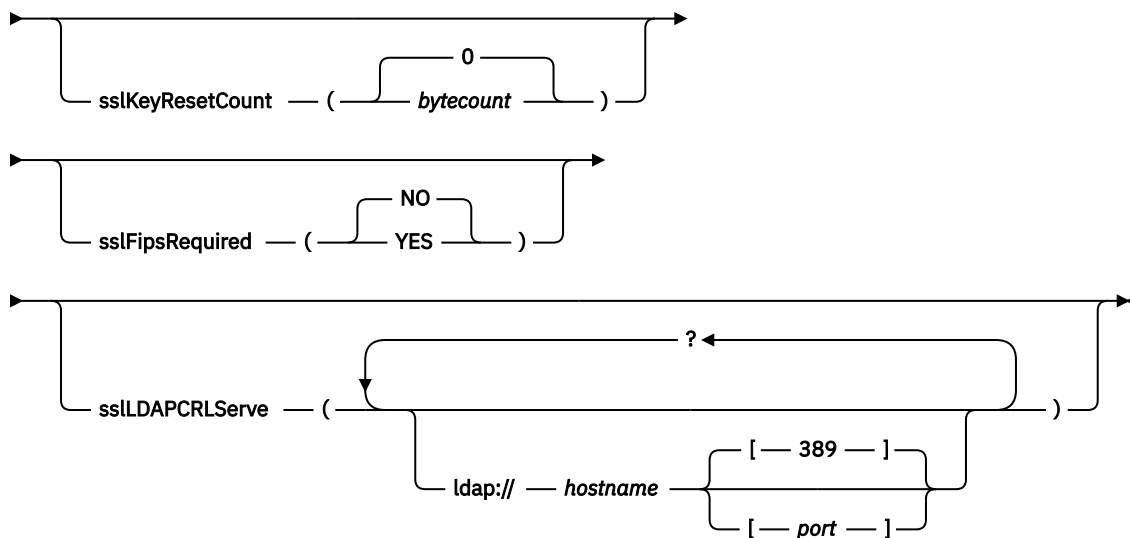 0
sslKeyResetCount ( bytecount )
NO
sslFipsRequired ( YES )
?
sslLDAPCRLServe ( )
[ 389 ]
ldap:// hostname
[ port ]